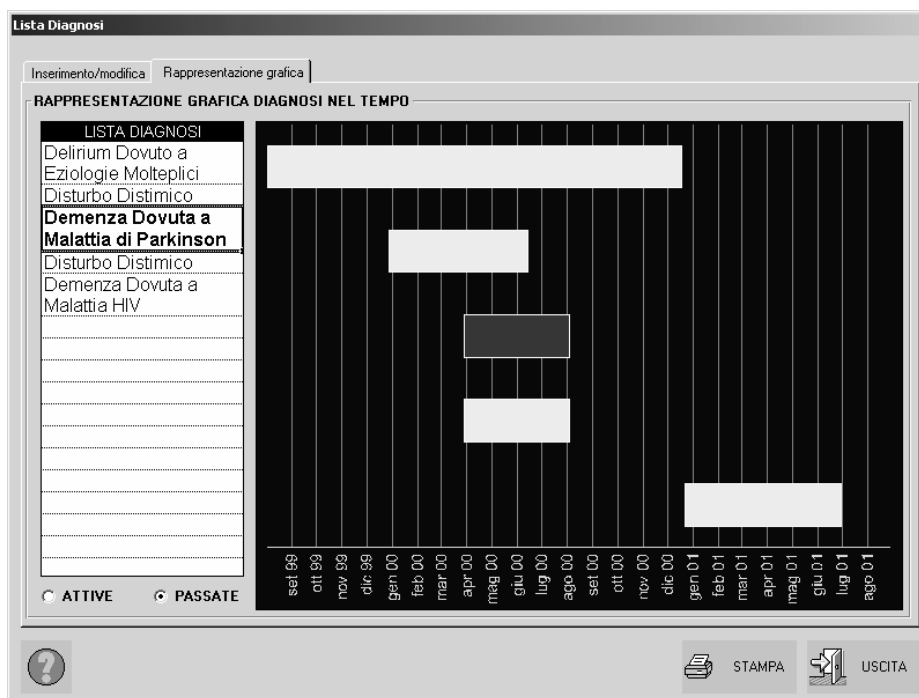 Lista Diagnosi
Inserimento/modifica Rappresentazione grafica
RAPPRESENTAZIONE GRAFICA DIAGNOSI NEL TEMPO
LISTA DIAGNOSI
Delirium Dovuto a
Eziologie Molteplici
Disturbo Distimico
Demenza Dovuta a
Malattia di Parkinson
Disturbo Distimico
Demenza Dovuta a
Malattia HIV
set 99
ott 99
nov 99
dic 99
gen 00
feb 00
mar 00
apr 00
mag 00
giu 00
lug 00
ago 00
set 00
ott 00
nov 00
dic 00
gen 01
feb 01
mar 01
apr 01
mag 01
giu 01
lug 01
ago 01
ATTIVE PASSATE
? STAMPA USCITA